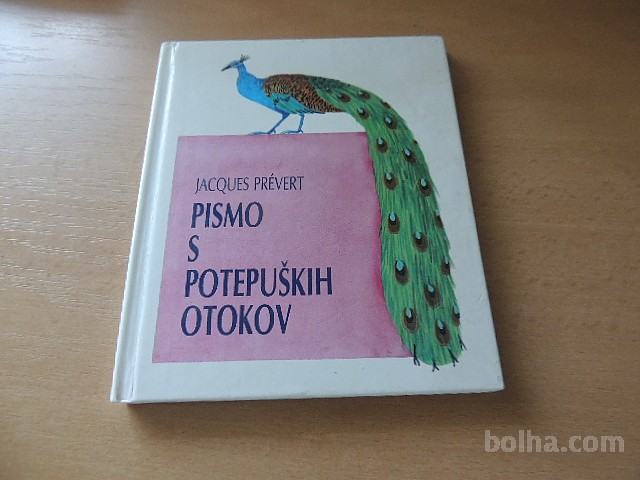 JACQUES PRÉVERT
PISMO
S
POTEPUŠKIH
OTOKOV
bolha.com